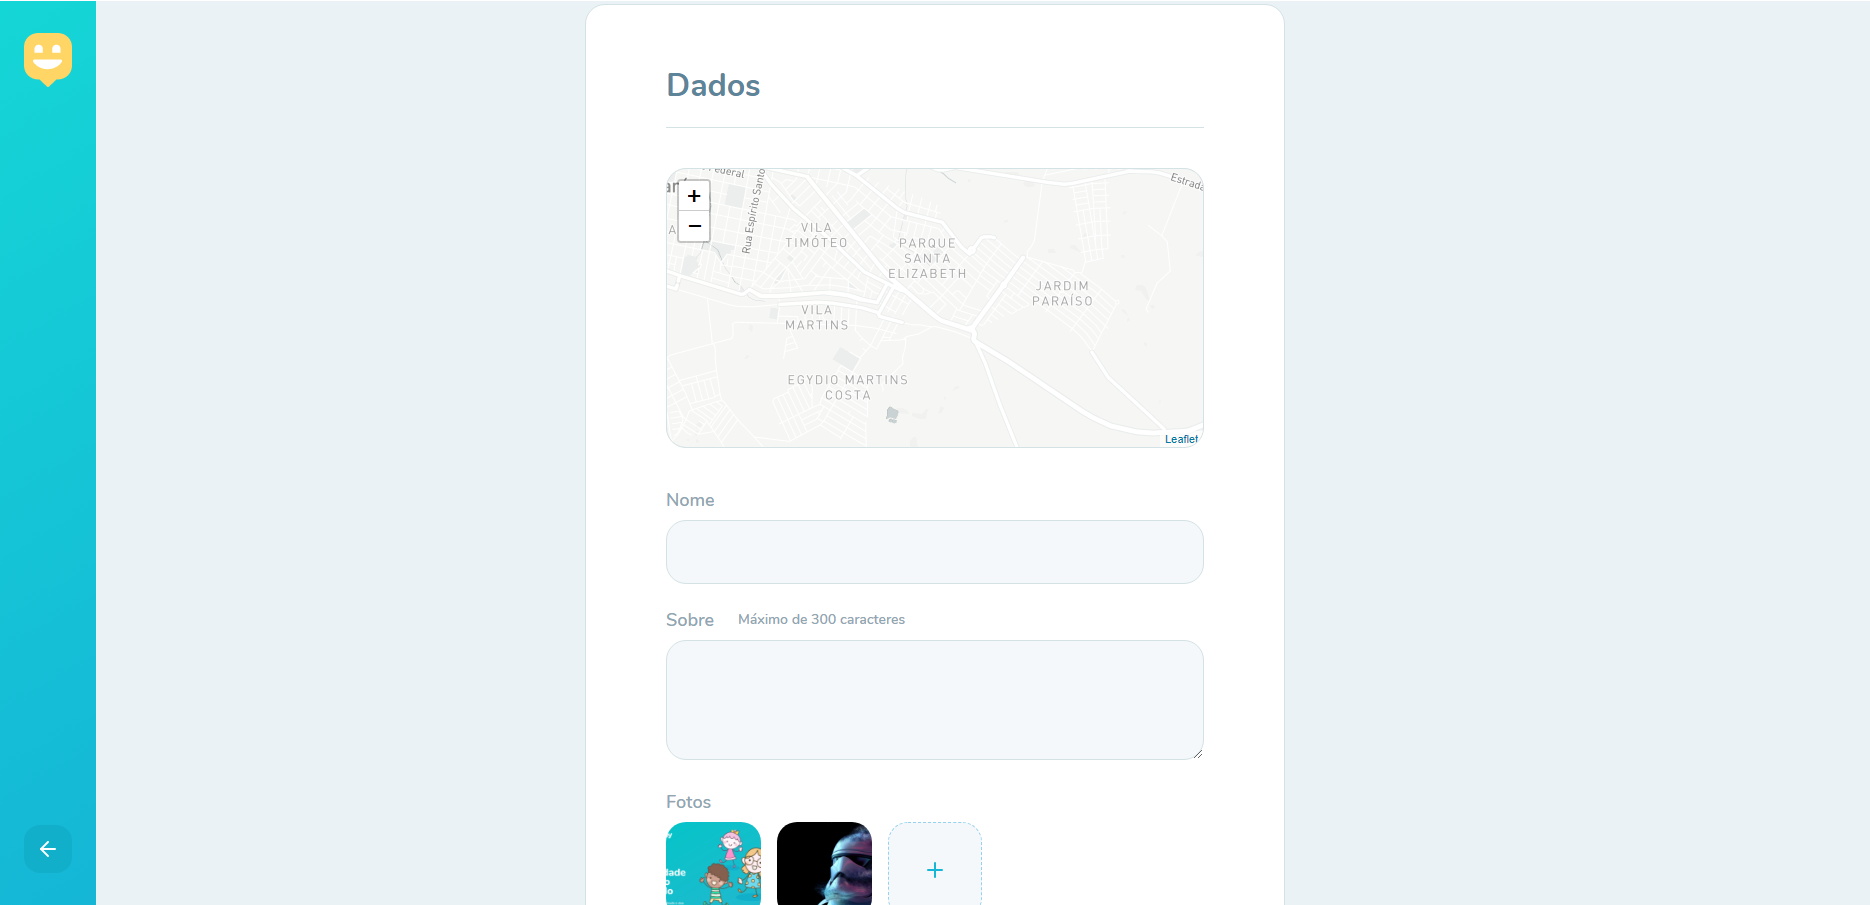 Dados
Federal
Estrada
+
−
Rua Espírito Santo
VILA
TIMÓTEO
PARQUE
SANTA
ELIZABETH
JARDIM
PARAÍSO
VILA
MARTINS
EGYDIO MARTINS
COSTA
Leaflet
Nome
Sobre Máximo de 300 caracteres
Fotos
+